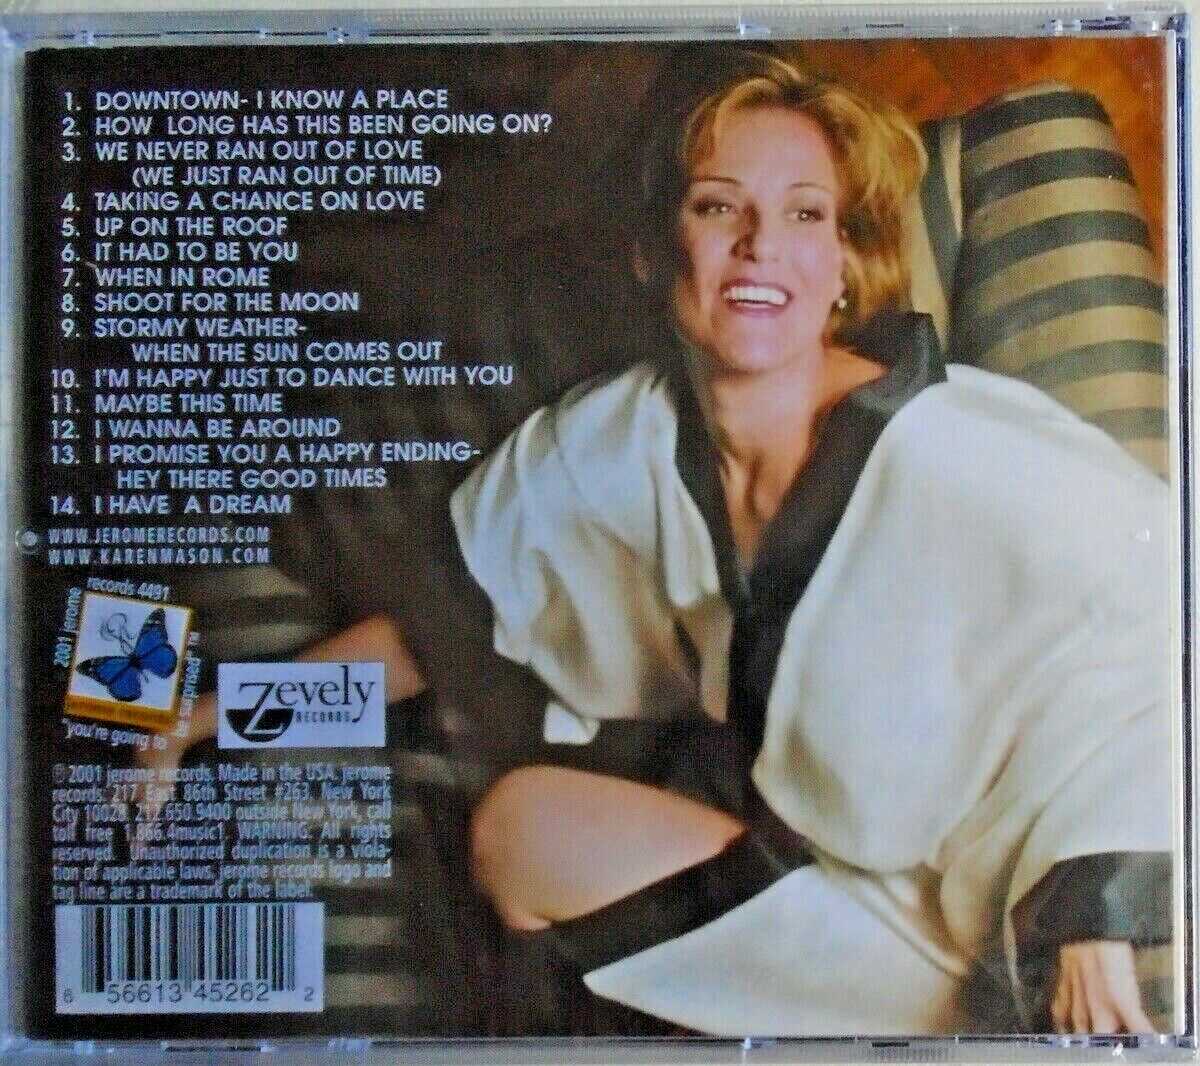 1. DOWNTOWN- I KNOW A PLACE
2. HOW LONG HAS THIS BEEN GOING ON?
3. WE NEVER RAN OUT OF LOVE
(WE JUST RAN OUT OF TIME)
4. TAKING A CHANCE ON LOVE
5. UP ON THE ROOF
6. IT HAD TO BE YOU
7. WHEN IN ROME
8. SHOOT FOR THE MOON
9. STORMY WEATHER-
WHEN THE SUN COMES OUT
10. I'M HAPPY JUST TO DANCE WITH YOU
11. MAYBE THIS TIME
12. I WANNA BE AROUND
13. I PROMISE YOU A HAPPY ENDING-
HEY THERE GOOD TIMES
14. I HAVE A DREAM
WWW.JEROMERECORDS.COM
WWW.KARENMASON.COM
2001 jerome
records 4491
"you're going to
be surprised" ™
Zevely
RECORDS
℗ 2001 jerome records. Made in the USA. jerome
records. 217 East 86th Street #263. New York
City 10028. 212.650.9400 outside New York, call
toll free 1.866.4music1. WARNING: All rights
reserved. Unauthorized duplication is a viola-
tion of applicable laws. jerome records logo and
tag line are a trademark of the label.
6 56613 45262 2